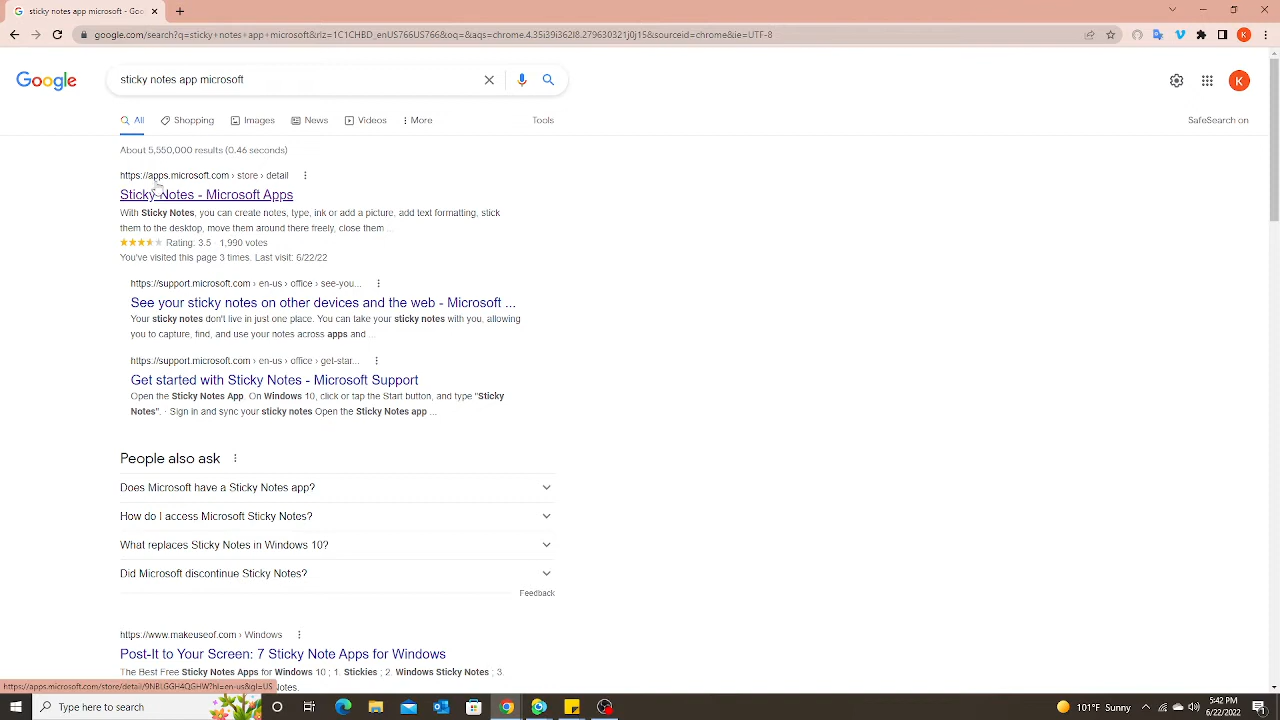 sticky notes app microsoft - Goo
google.com/search?q=sticky+notes+app+microsoft&rlz=1C1CHBD_enUS766US766&oq=&aqs=chrome.4.35i39i362l8.279630321j0j15&sourceid=chrome&ie=UTF-8
K
Google
sticky notes app microsoft
K
All
Shopping
Images
News
Videos
More
Tools
SafeSearch on
About 5,550,000 results (0.46 seconds)
https://apps.microsoft.com › store › detail
Sticky Notes - Microsoft Apps
With Sticky Notes, you can create notes, type, ink or add a picture, add text formatting, stick
them to the desktop, move them around there freely, close them ...
Rating: 3.5 · 1,990 votes
You've visited this page 3 times. Last visit: 6/22/22
https://support.microsoft.com › en-us › office › see-you...
See your sticky notes on other devices and the web - Microsoft ...
Your sticky notes don't live in just one place. You can take your sticky notes with you, allowing
you to capture, find, and use your notes across apps and ...
https://support.microsoft.com › en-us › office › get-star...
Get started with Sticky Notes - Microsoft Support
Open the Sticky Notes App. On Windows 10, click or tap the Start button, and type "Sticky
Notes". · Sign in and sync your sticky notes Open the Sticky Notes app ...
People also ask
Does Microsoft have a Sticky Notes app?
How do I access Microsoft Sticky Notes?
What replaces Sticky Notes in Windows 10?
Did Microsoft discontinue Sticky Notes?
Feedback
https://www.makeuseof.com › Windows
Post-It to Your Screen: 7 Sticky Note Apps for Windows
The Best Free Sticky Notes Apps for Windows 10 ; 1. Stickies ; 2. Windows Sticky Notes ; 3.
https://apps.microsoft.com/store/detail/9NBLGGH4QGHW?hl=en-us&gl=US
Notes.
Type here to search
101°F Sunny
5:42 PM
6/22/2022